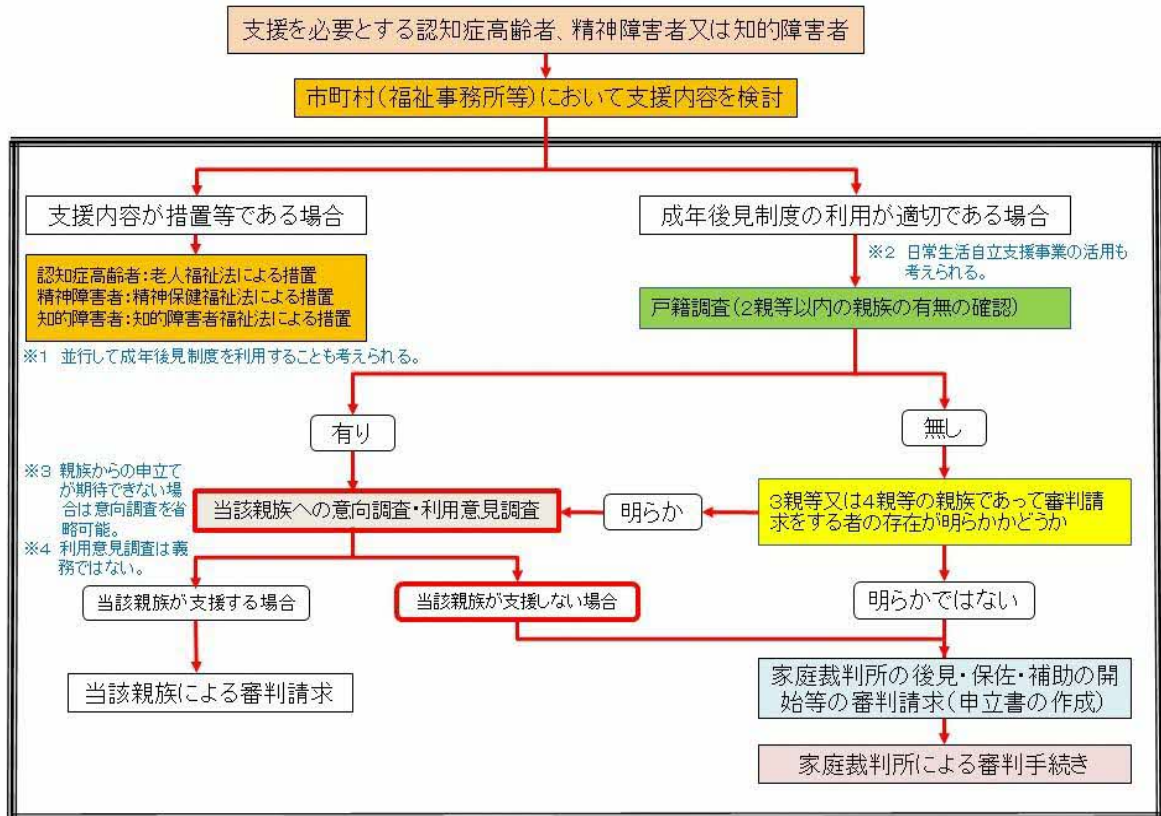 支援を必要とする認知症高齢者、精神障害者又は知的障害者
市町村(福祉事務所等)において支援内容を検討
支援内容が措置等である場合
成年後見制度の利用が適切である場合
認知症高齢者:老人福祉法による措置
精神障害者:精神保健福祉法による措置
知的障害者:知的障害者福祉法による措置
※2 日常生活自立支援事業の活用も
考えられる。
戸籍調査(2親等以内の親族の有無の確認)
※1 並行して成年後見制度を利用することも考えられる。
有り
無し
※3 親族からの申立て
が期待できない場
合は意向調査を省
略可能。
※4 利用意見調査は義
務ではない。
当該親族への意向調査・利用意見調査
明らか
3親等又は4親等の親族であって審判請
求をする者の存在が明らかかどうか
当該親族が支援する場合
当該親族が支援しない場合
明らかではない
当該親族による審判請求
家庭裁判所の後見・保佐・補助の開
始等の審判請求(申立書の作成)
家庭裁判所による審判手続き